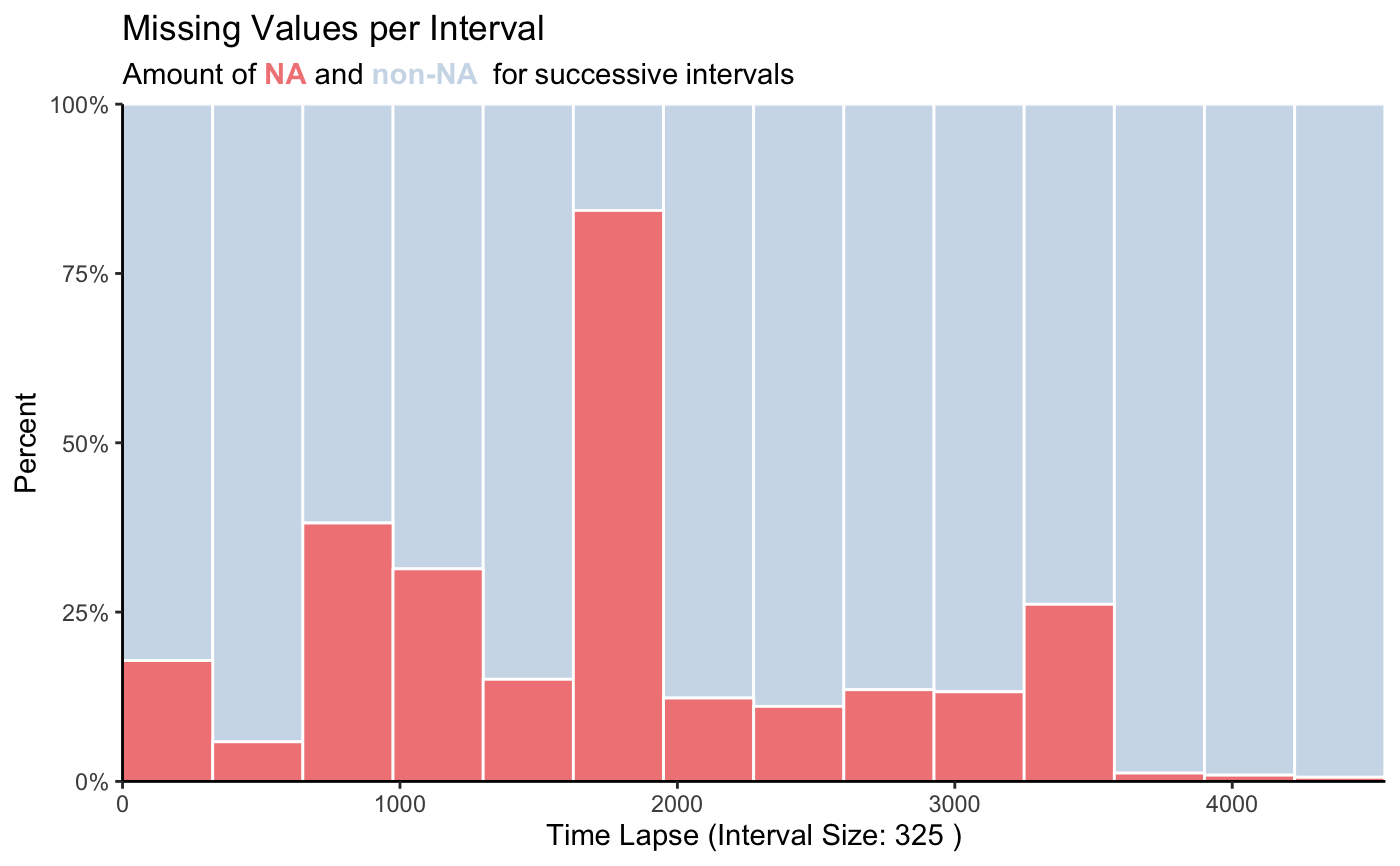 Missing Values per Interval
Amount of NA and non-NA  for successive intervals
100%
75%
50%
25%
0%
Percent
0 1000 2000 3000 4000
Time Lapse (Interval Size: 325 )